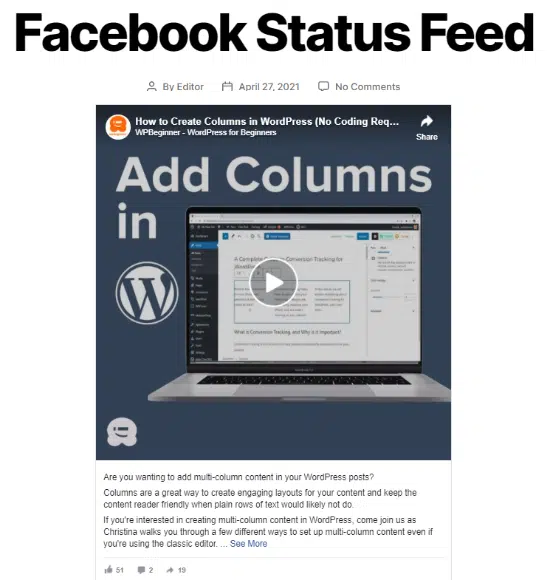 Facebook Status Feed
By Editor April 27, 2021 No Comments
How to Create Columns in WordPress (No Coding Req...
WPBeginner - WordPress for Beginners
Share
Add Columns
in
What is Conversion Tracking, and Why is it Important?
Are you wanting to add multi-column content in your WordPress posts?
Columns are a great way to create engaging layouts for your content and keep the
content reader friendly when plain rows of text would likely not do.
If you're interested in creating multi-column content in WordPress, come join us as
Christina walks you through a few different ways to set up multi-column content even if
you're using the classic editor. ... See More
51 2 19